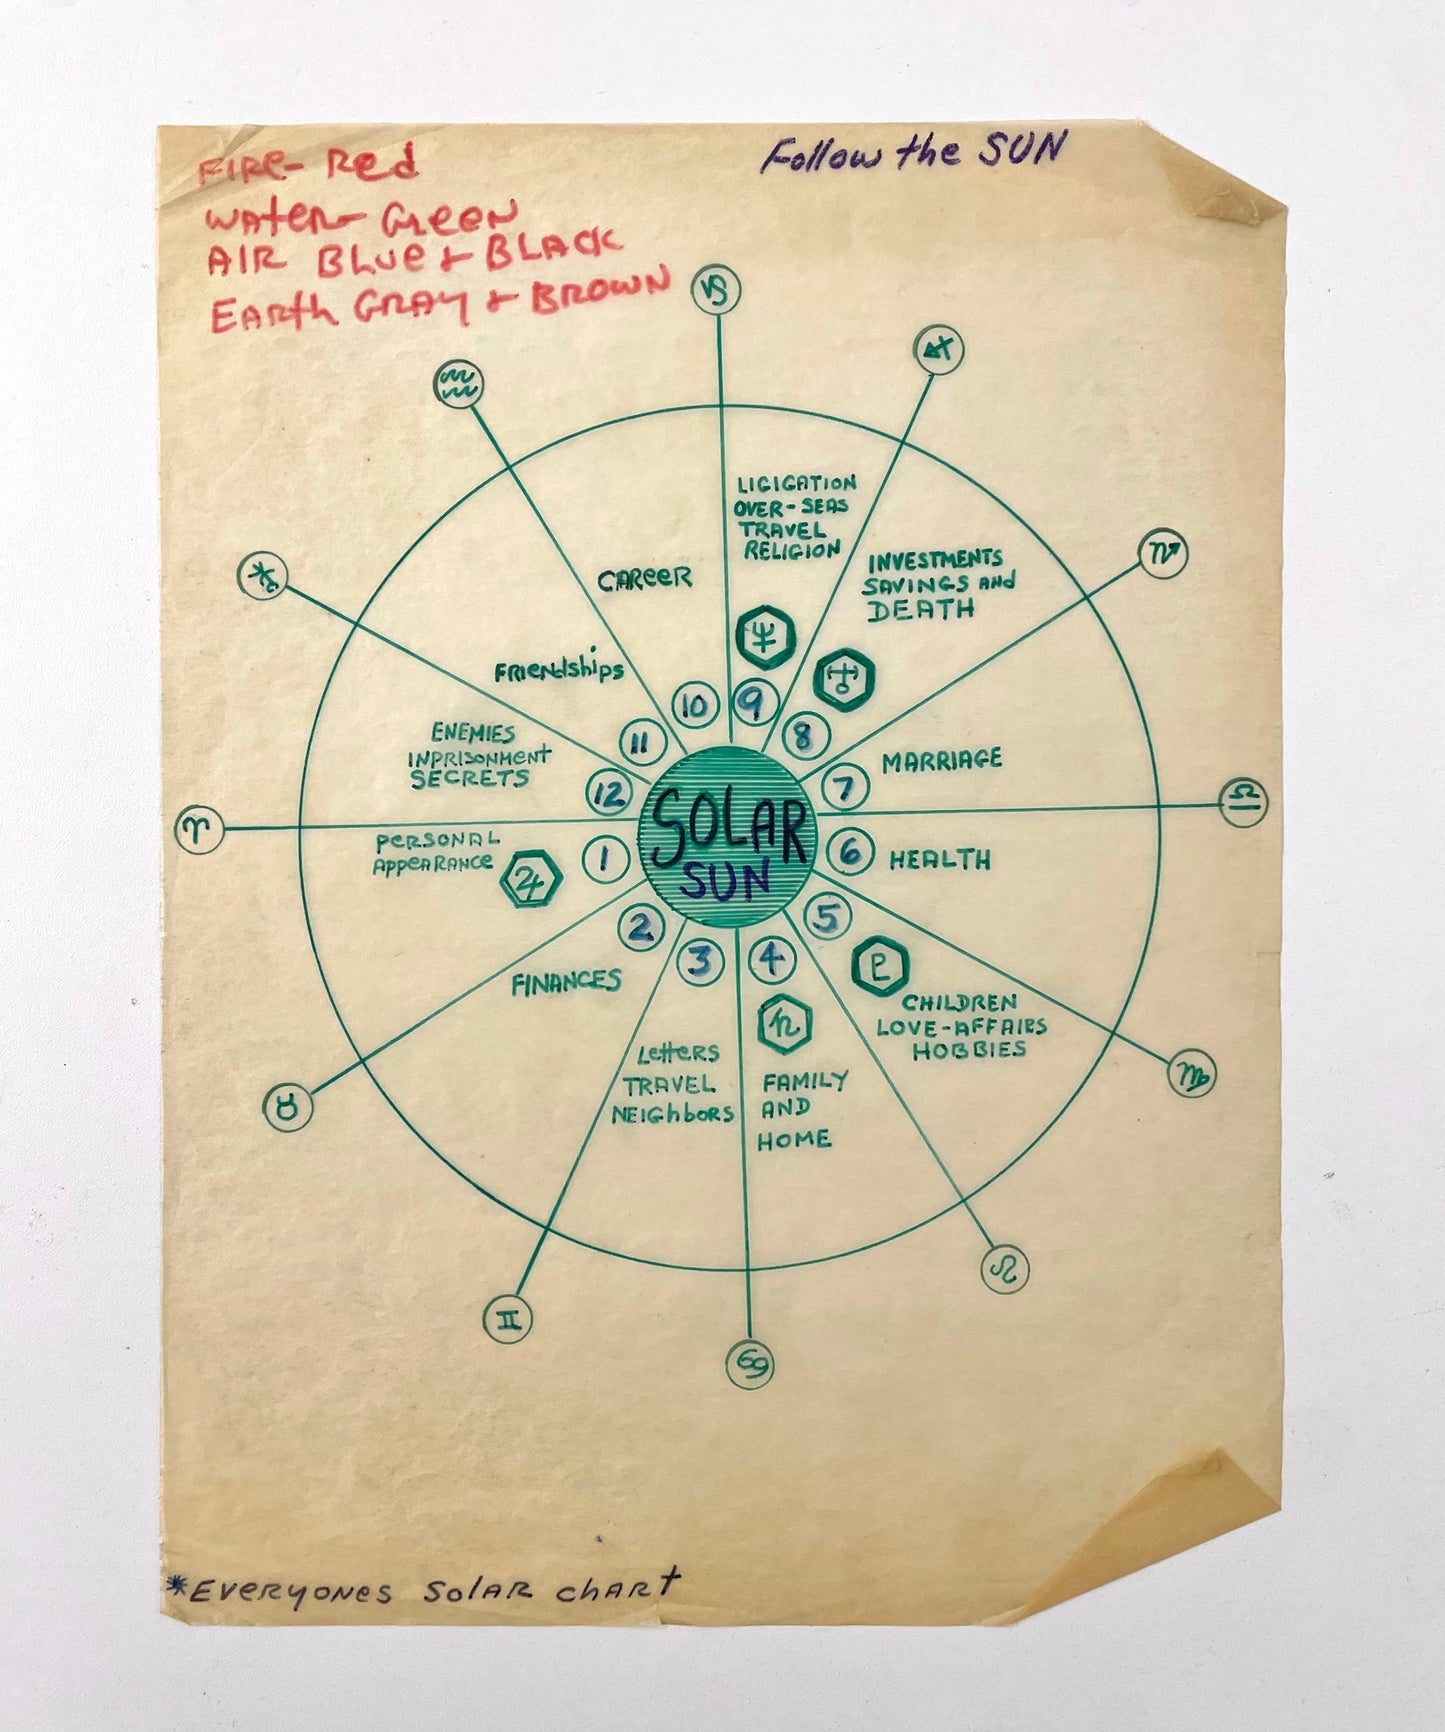 FIRE- Red
WATER- GREEN
AIR BLUE & BLACK
EARTH GRAY & BROWN
Follow the SUN
♑
♐
♒
♏
♓
LIGIGATION
OVER-SEAS
TRAVEL
RELIGION
INVESTMENTS
SAVINGS AND
DEATH
CAREER
♆
FRIENDSHIPS
♅
10
9
8
11
ENEMIES
INPRISONMENT
SECRETS
MARRIAGE
12
7
♈
SOLAR
SUN
♎
PERSONAL
APPEARANCE
♃
1
6
HEALTH
2
3
4
5
♇
FINANCES
CHILDREN
LOVE-AFFAIRS
HOBBIES
♄
LETTERS
TRAVEL
NEIGHBORS
FAMILY
AND
HOME
♍
♉
♌
♊
♋
*EVERYONES SOLAR CHART